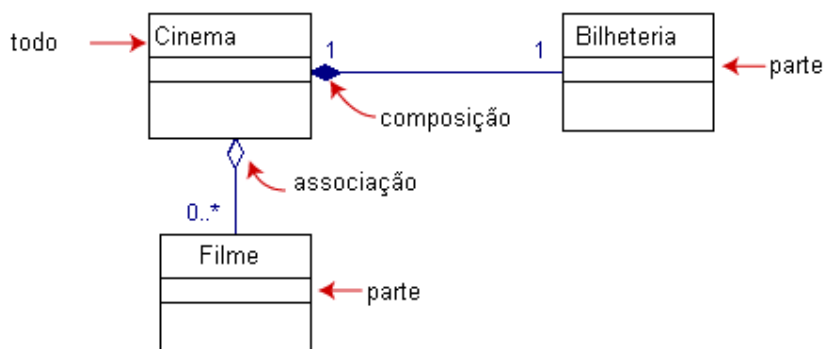 todo
Cinema
1
1
Bilheteria
parte
composição
associação
0..*
Filme
parte